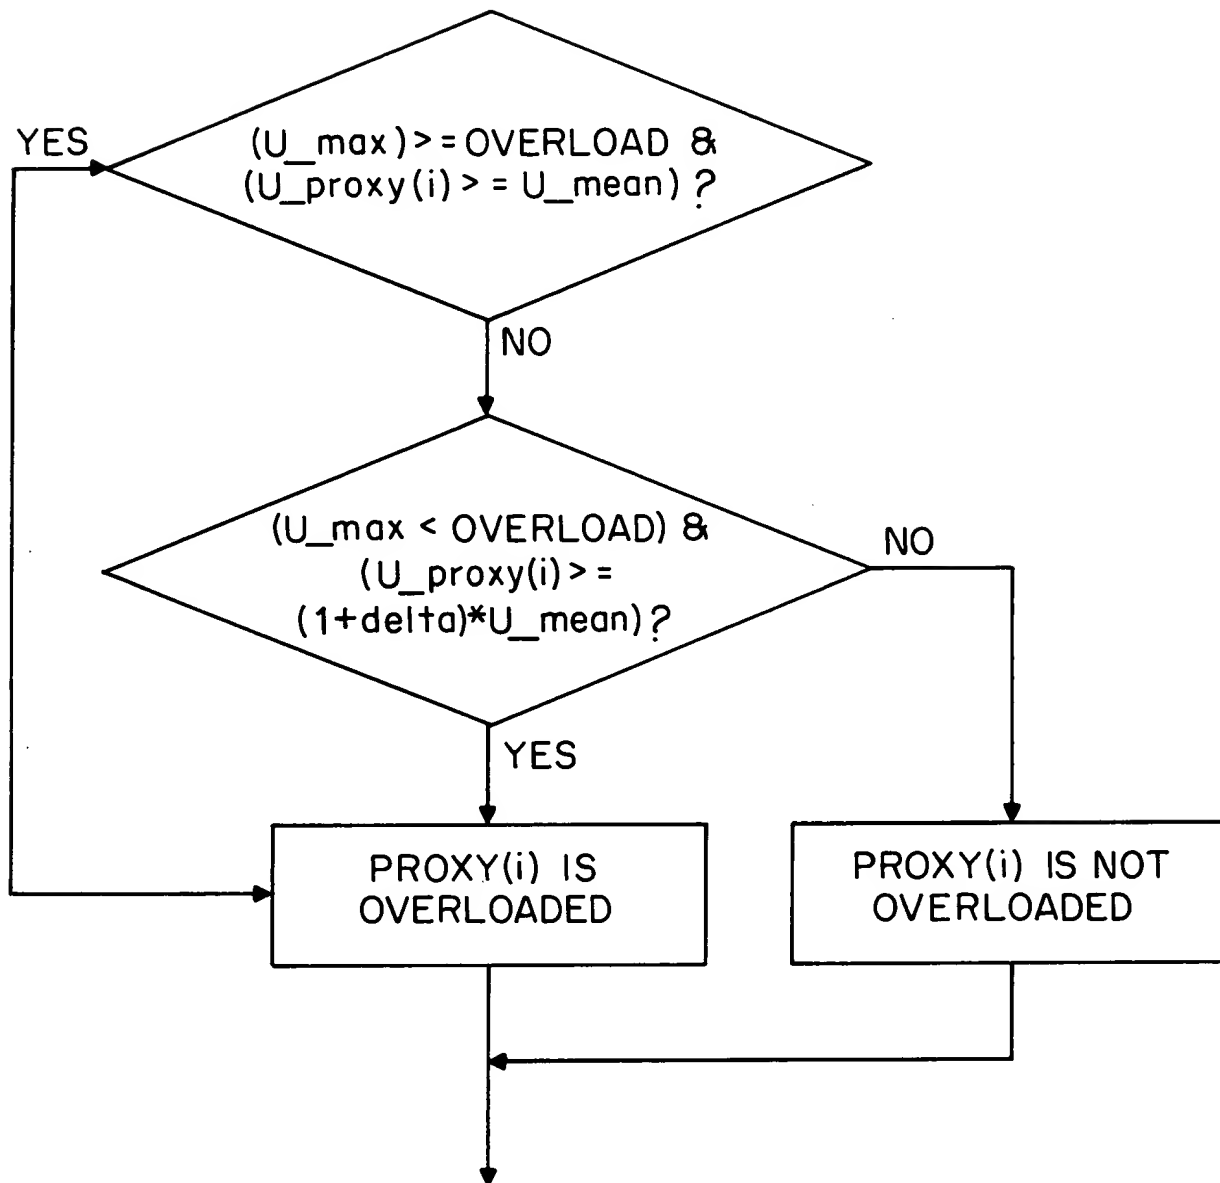 YES
(U_max) >= OVERLOAD &
(U_proxy(i) >= U_mean) ?
NO
(U_max < OVERLOAD) &
(U_proxy(i) >=
(1+delta)*U_mean) ?
NO
YES
PROXY(i) IS
OVERLOADED
PROXY(i) IS NOT
OVERLOADED